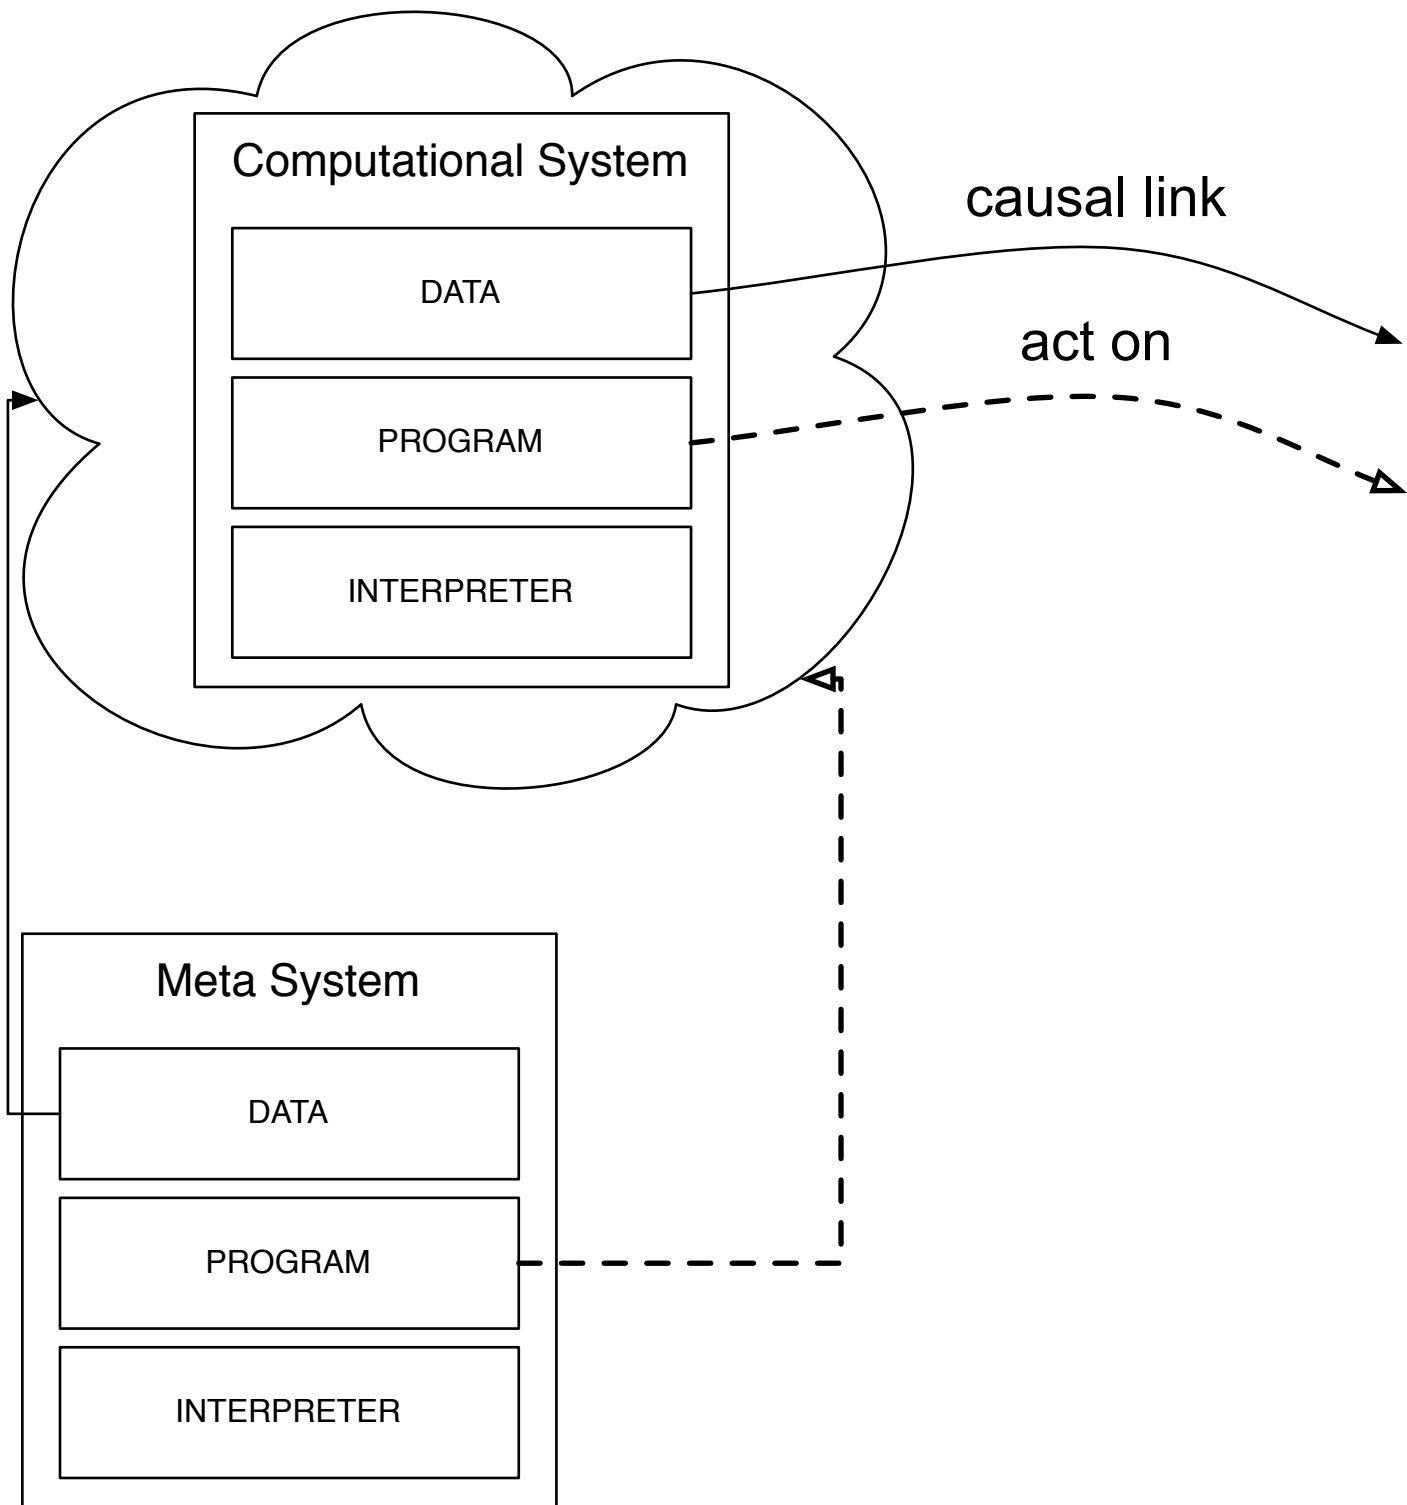 Computational System
DATA
causal link
PROGRAM
act on
INTERPRETER
Meta System
DATA
PROGRAM
INTERPRETER